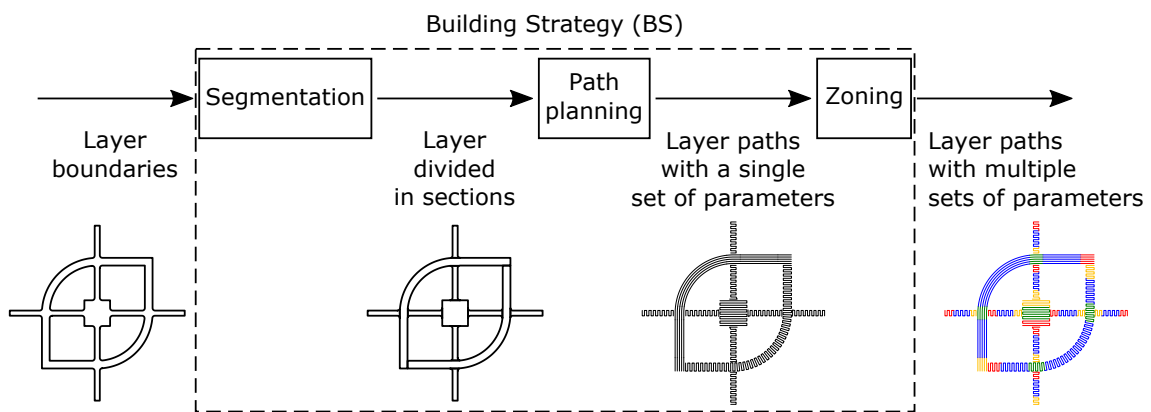 Building Strategy (BS)
Segmentation
Path
planning
Zoning
Layer
boundaries
Layer
divided
in sections
Layer paths
with a single
set of parameters
Layer paths
with multiple
sets of parameters